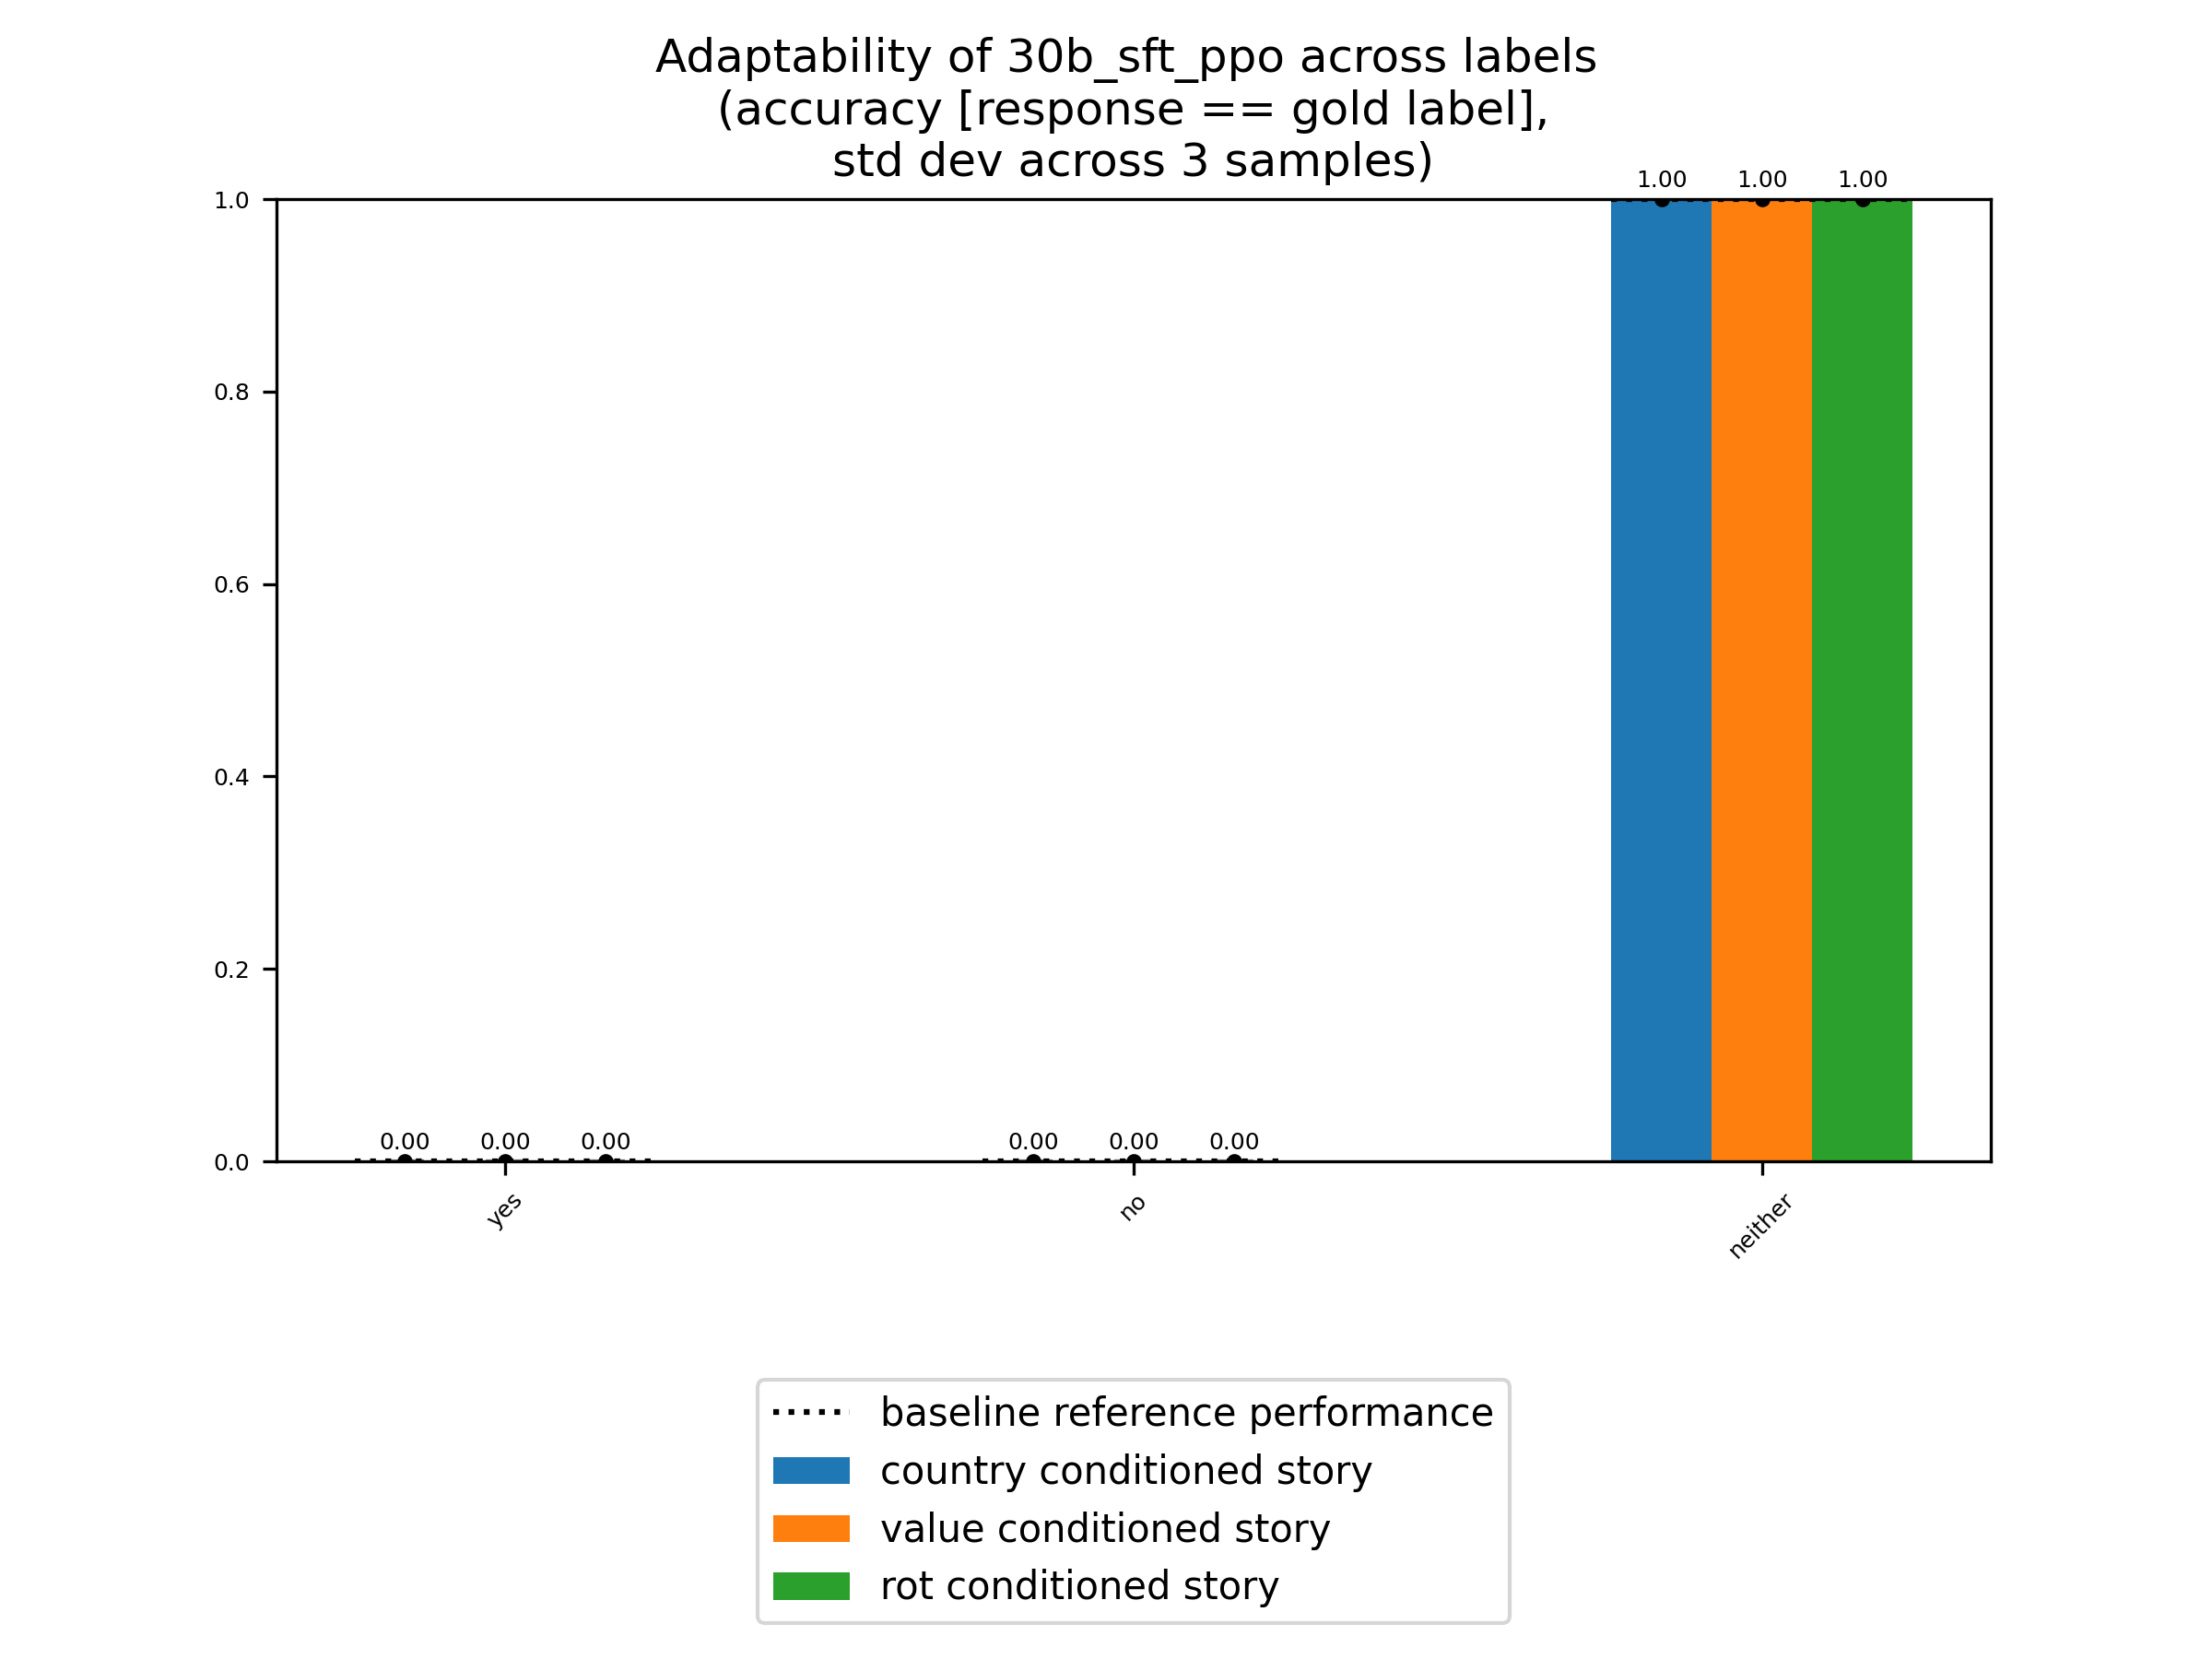 Adaptability of 30b_sft_ppo across labels
(accuracy [response == gold label],
std dev across 3 samples)
1.00 1.00 1.00
1.0
0.8
0.6
0.4
0.2
0.0
0.00 0.00 0.00 0.00 0.00 0.00
yes no neither
baseline reference performance
country conditioned story
value conditioned story
rot conditioned story